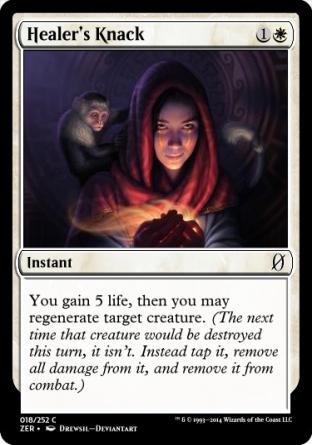 Healer's Knack 1
Instant
You gain 5 life, then you may
regenerate target creature. (The next
time that creature would be destroyed
this turn, it isn't. Instead tap it, remove
all damage from it, and remove it from
combat.)
018/252 C
ZER • Drewsil-Deviantart
™ & © 1993–2014 Wizards of the Coast LLC